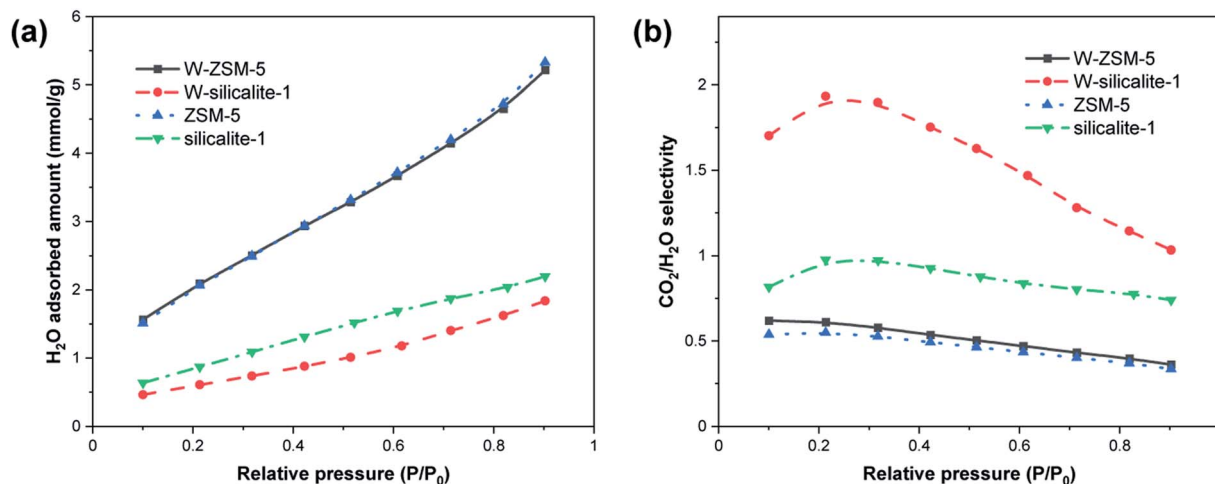 (a)
6
5
4
3
2
1
0
H₂O adsorbed amount (mmol/g)
W-ZSM-5
W-silicalite-1
ZSM-5
silicalite-1
0 0.2 0.4 0.6 0.8 1
Relative pressure (P/P₀)
(b)
2
1.5
1
0.5
0
CO₂/H₂O selectivity
W-ZSM-5
W-silicalite-1
ZSM-5
silicalite-1
0 0.2 0.4 0.6 0.8
Relative pressure (P/P₀)